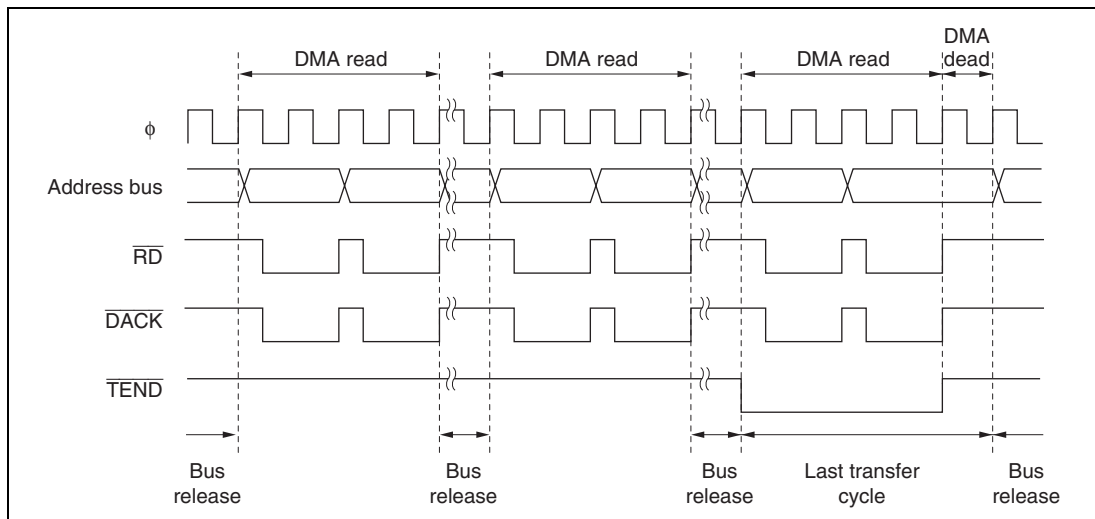 DMA read
DMA read
DMA read
DMA
dead
ϕ
Address bus
RD
DACK
TEND
Bus
release
Bus
release
Bus
release
Last transfer
cycle
Bus
release